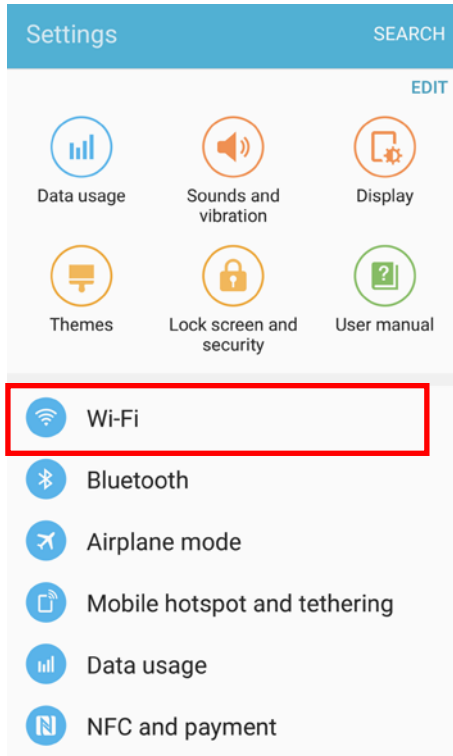 Settings
SEARCH
EDIT
Data usage
Sounds and
vibration
Display
Themes
Lock screen and
security
User manual
Wi-Fi
Bluetooth
Airplane mode
Mobile hotspot and tethering
Data usage
NFC and payment